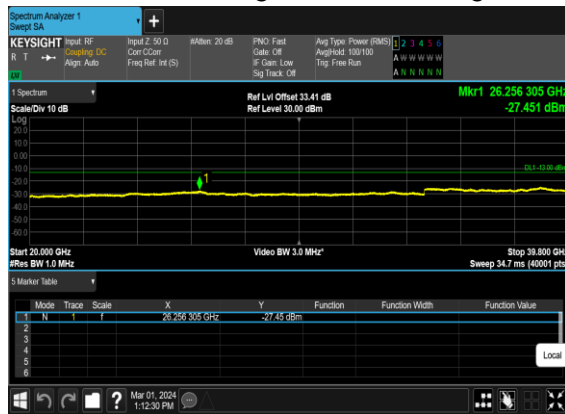 Spectrum Analyzer 1
Swept SA
KEYSIGHT Input: RF Input Z: 50 Ω #Atten: 20 dB PNO: Fast Avg Type: Power (RMS) 1 2 3 4 5 6
R T Coupling: DC Corr CCorr Gate: Off Avg|Hold: 100/100 A W W W W W
Align: Auto Freq Ref: Int (S) IF Gain: Low Trig: Free Run
LW Sig Track: Off A N N N N N
1 Spectrum Ref Lvl Offset 33.41 dB Mkr1 26.256 305 GHz
Scale/Div 10 dB Ref Level 30.00 dBm -27.451 dBm
Log
20.0
10.0
0.00
-10.0
DL1 -13.00 dBm
1
-20.0
-30.0
-40.0
-50.0
-60.0
Start 20.000 GHz Video BW 3.0 MHz* Stop 39.800 GHz
#Res BW 1.0 MHz Sweep 34.7 ms (40001 pts
5 Marker Table
Mode Trace Scale X Y Function Function Width Function Value
1 N 1 f 26.256 305 GHz -27.45 dBm
2
3
4
5
6
Local
? Mar 01, 2024
1:12:30 PM